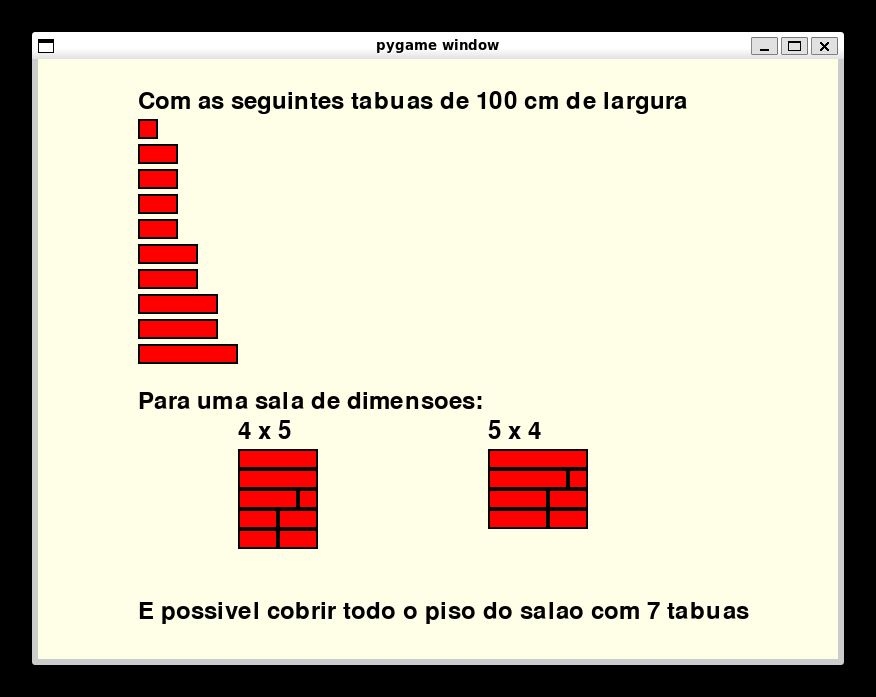 pygame window
Com as seguintes tabuas de 100 cm de largura
Para uma sala de dimensoes:
4 x 5 5 x 4
E possivel cobrir todo o piso do salao com 7 tabuas